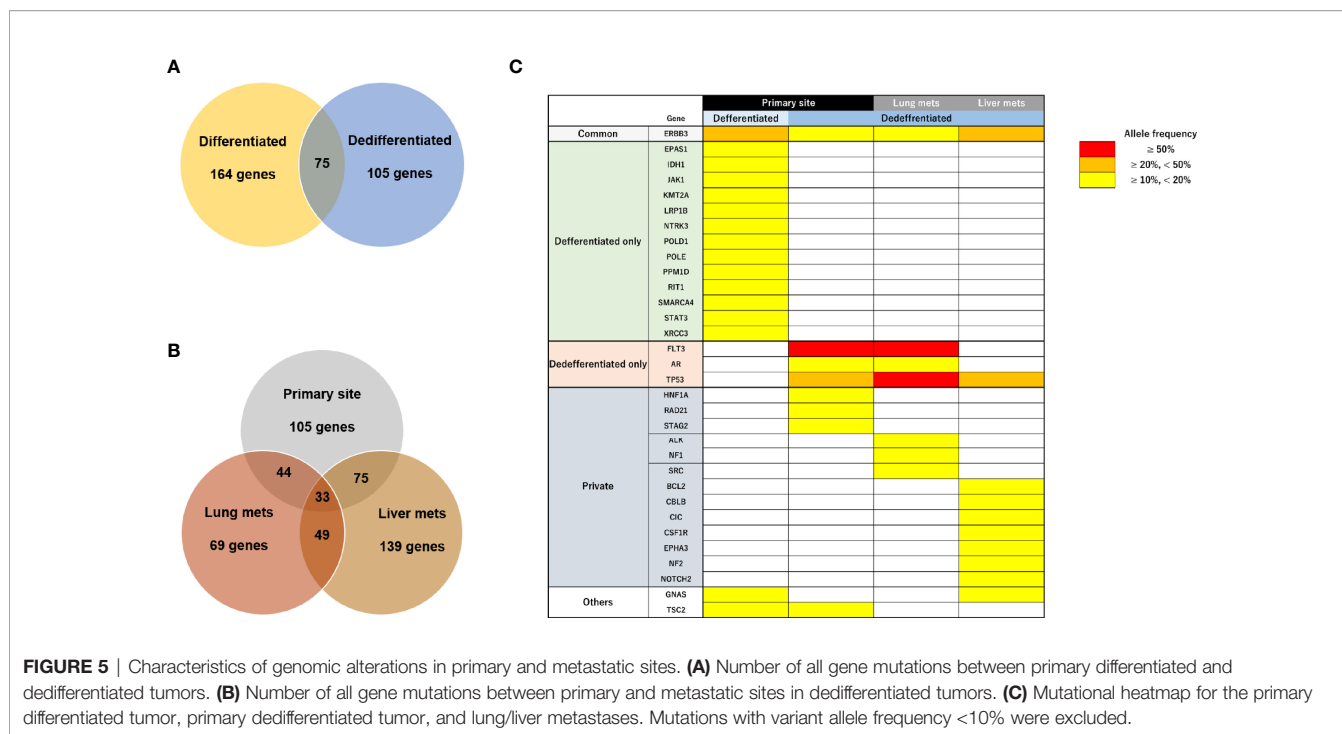 A
Differentiated
164 genes
75
Dedifferentiated
105 genes
B
Primary site
105 genes
44
75
33
Lung mets
69 genes
49
Liver mets
139 genes
C
Primary site Lung mets Liver mets
Gene Defferentiated Dedeffrentiated
Common ERBB3
Defferentiated only
EPAS1
IDH1
JAK1
KMT2A
LRP1B
NTRK3
POLD1
POLE
PPM1D
RIT1
SMARCA4
STAT3
XRCC3
Dedefferentiated only
FLT3
AR
TP53
Private
HNF1A
RAD21
STAG2
ALK
NF1
SRC
BCL2
CBLB
CIC
CSF1R
EPHA3
NF2
NOTCH2
Others
GNAS
TSC2
Allele frequency
≥ 50%
≥ 20%, < 50%
≥ 10%, < 20%
FIGURE 5 | Characteristics of genomic alterations in primary and metastatic sites. (A) Number of all gene mutations between primary differentiated and
dedifferentiated tumors. (B) Number of all gene mutations between primary and metastatic sites in dedifferentiated tumors. (C) Mutational heatmap for the primary
differentiated tumor, primary dedifferentiated tumor, and lung/liver metastases. Mutations with variant allele frequency <10% were excluded.